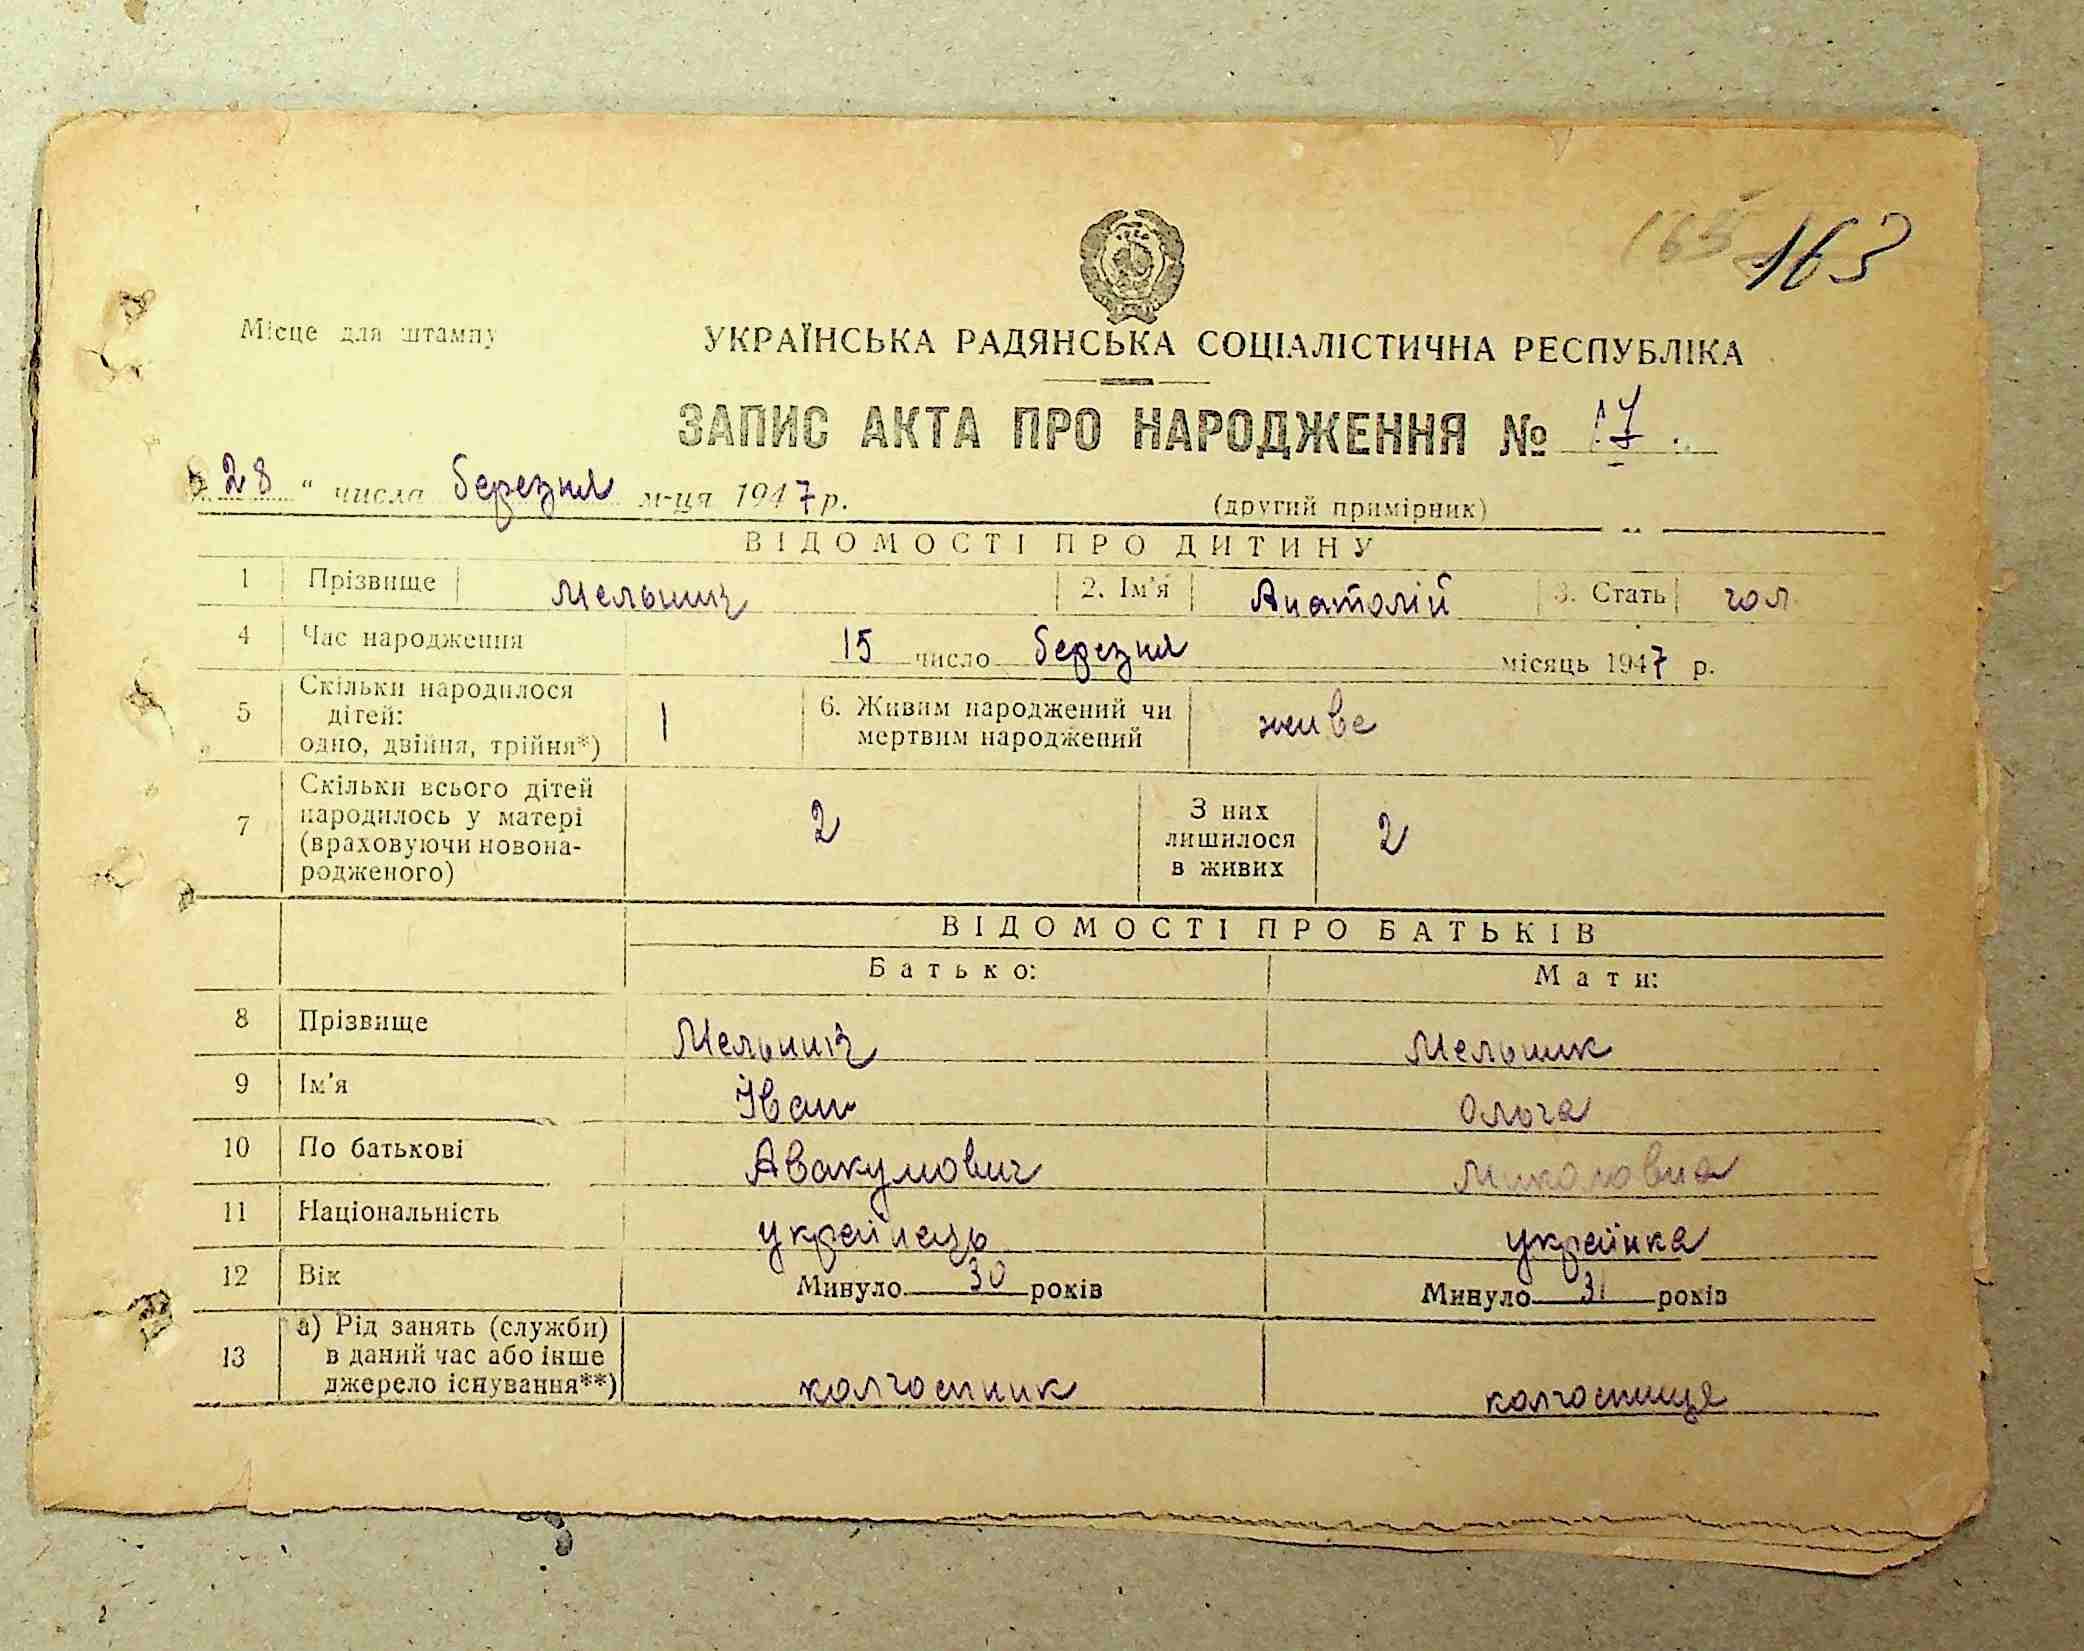 163 163
Місце для штампу
УКРАЇНСЬКА РАДЯНСЬКА СОЦІАЛІСТИЧНА РЕСПУБЛІКА
ЗАПИС АКТА ПРО НАРОДЖЕННЯ № 17.
„28“ числа березня м-ця 1947 р.
(другий примірник)
ВІДОМОСТІ ПРО ДИТИНУ
1 Прізвище Мельник 2. Ім'я Анатолій 3. Стать чол
4 Час народження 15 число березня місяць 1947 р.
5 Скільки народилося дітей: одно, двійня, трійня*) 1 6. Живим народжений чи мертвим народжений живе
7 Скільки всього дітей народилось у матері (враховуючи новонародженого) 2 З них лишилося в живих 2
ВІДОМОСТІ ПРО БАТЬКІВ
Батько: Мати:
8 Прізвище Мельник Мельник
9 Ім'я Іван Ольга
10 По батькові Авакумович Миколовна
11 Національність українець українка
12 Вік Минуло 30 років Минуло 31 років
13 а) Рід занять (служби) в даний час або інше джерело існування**) колгоспник колгоспниця